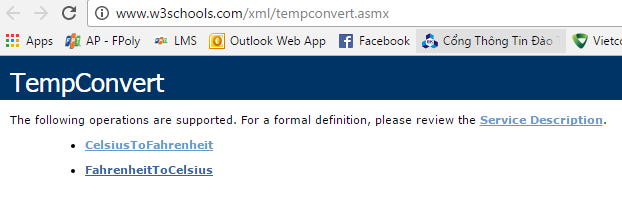 www.w3schools.com/xml/tempconvert.asmx
Apps AP - FPoly LMS Outlook Web App Facebook Cổng Thông Tin Đào T Vietco
TempConvert
The following operations are supported. For a formal definition, please review the Service Description.
• CelsiusToFahrenheit
• FahrenheitToCelsius